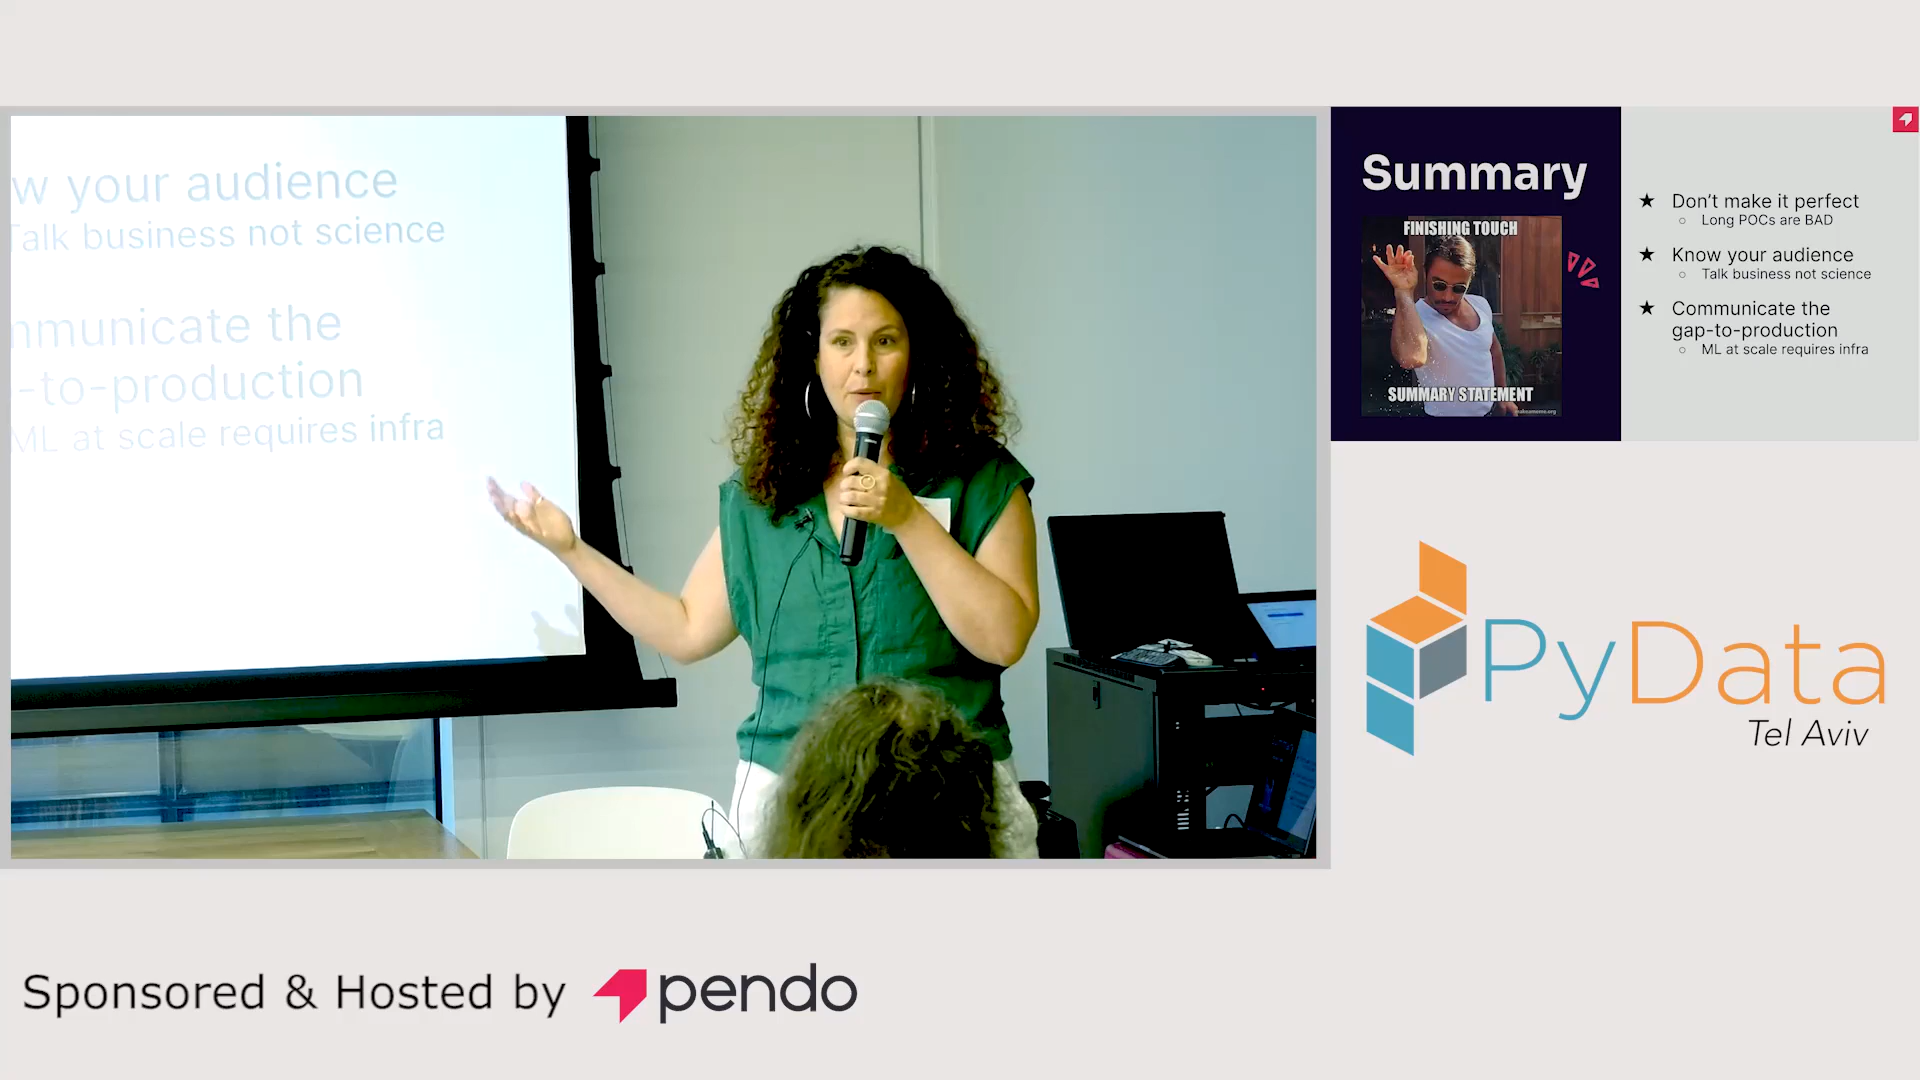 w your audience
Talk business not science
nmunicate the
-to-production
ML at scale requires infra
Summary
FINISHING TOUCH
SUMMARY STATEMENT
★ Don't make it perfect
○ Long POCs are BAD
★ Know your audience
○ Talk business not science
★ Communicate the
gap-to-production
○ ML at scale requires infra
PyData
Tel Aviv
Sponsored & Hosted by pendo